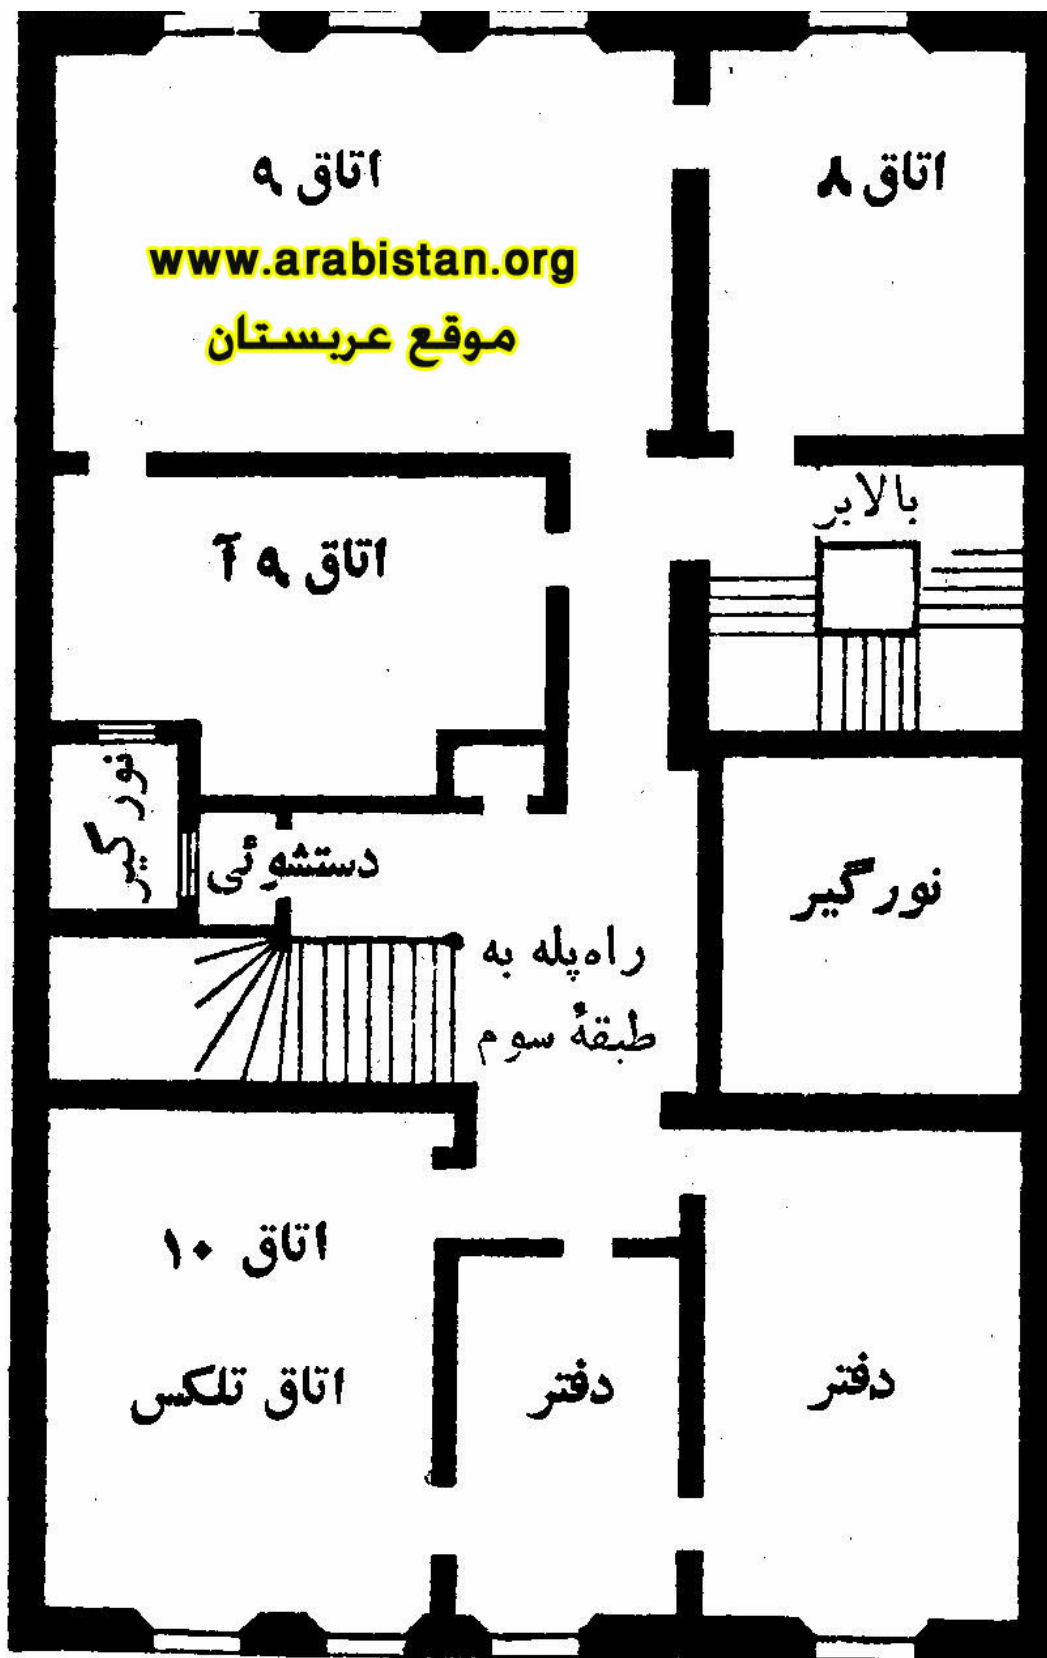 اتاق ۸
اتاق ۹
www.arabistan.org
موقع عربستان
بالابر
اتاق ۹ آ
نورگیر
دستشوئی
نورگیر
راه‌پله به
طبقهٔ سوم
اتاق ۱۰
اتاق تلکس
دفتر
دفتر